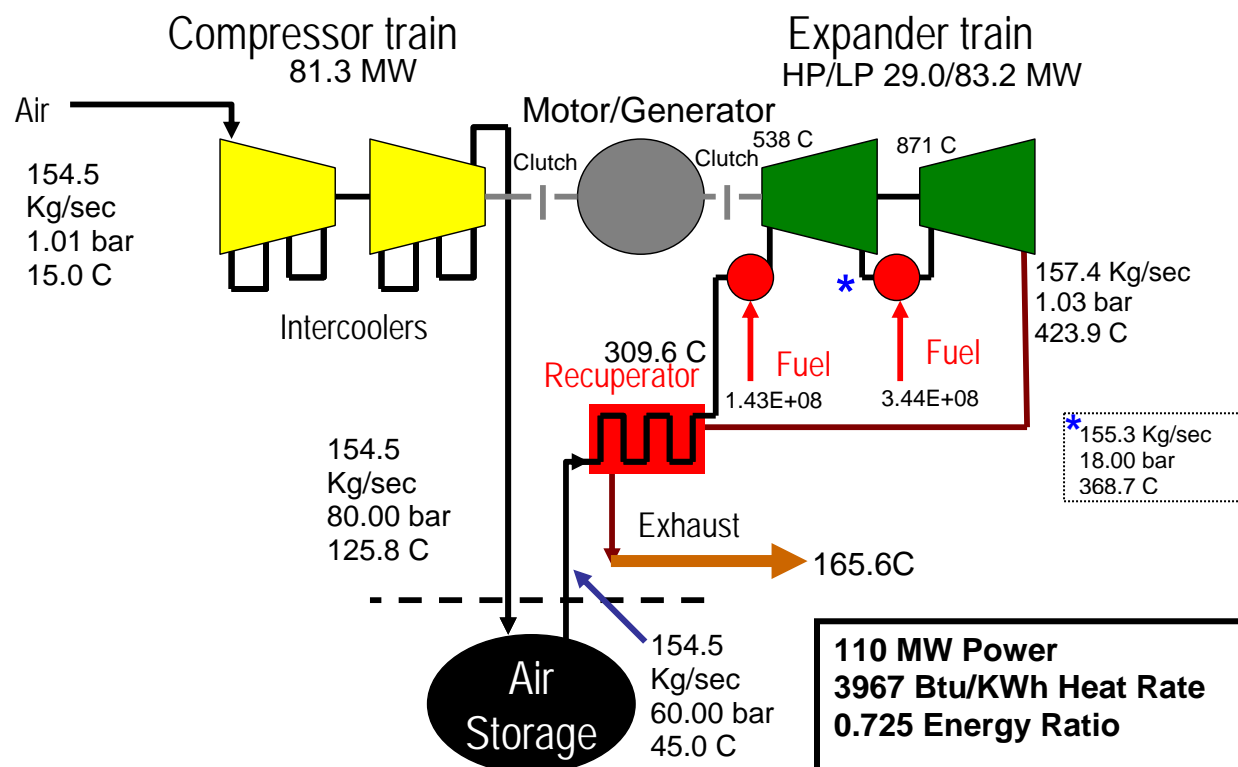 Compressor train
81.3 MW
Expander train
HP/LP 29.0/83.2 MW
Air
Motor/Generator
Clutch
Clutch
538 C
871 C
154.5
Kg/sec
1.01 bar
15.0 C
Intercoolers
*
157.4 Kg/sec
1.03 bar
423.9 C
309.6 C
Recuperator
Fuel
Fuel
1.43E+08
3.44E+08
*155.3 Kg/sec
18.00 bar
368.7 C
154.5
Kg/sec
80.00 bar
125.8 C
Exhaust
165.6C
Air
Storage
154.5
Kg/sec
60.00 bar
45.0 C
110 MW Power
3967 Btu/KWh Heat Rate
0.725 Energy Ratio